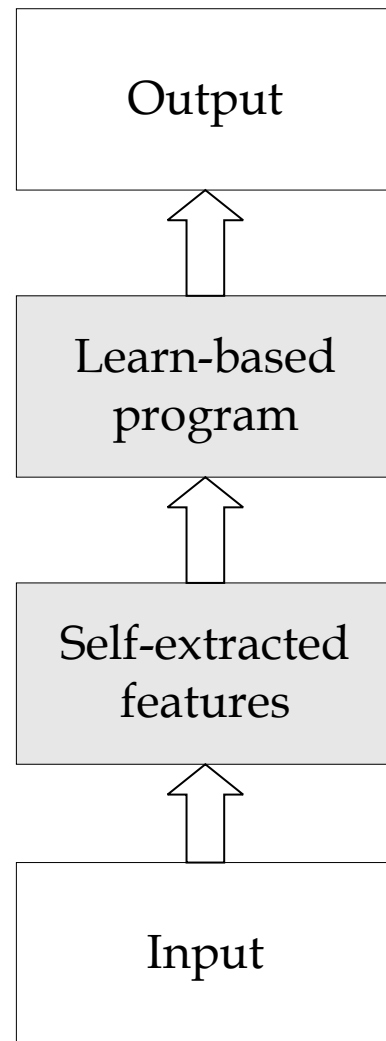 Output
Learn-based
program
Self-extracted
features
Input